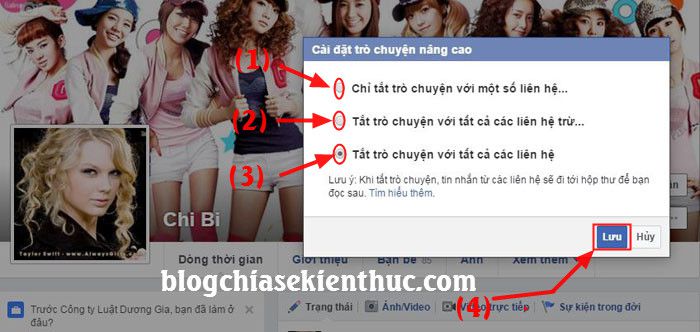 Cài đặt trò chuyện nâng cao
(1)
Chỉ tắt trò chuyện với một số liên hệ...
(2)
Tắt trò chuyện với tất cả các liên hệ trừ...
(3)
Tắt trò chuyện với tất cả các liên hệ
Lưu ý: Khi tắt trò chuyện, tin nhắn từ các liên hệ sẽ đi tới hộp thư để bạn
đọc sau. Tìm hiểu thêm.
Lưu Hủy
Chi Bi
Taylor Swift - www.Always
Dòng thời gian Giới thiệu Bạn bè 85 Ảnh Xem thêm
blogchiasekienthuc.com
(4)
Trước Công ty Luật Dương Gia, bạn đã làm ở
đâu?
Trạng thái Ảnh/Video Video trực tiếp Sự kiện trong đời